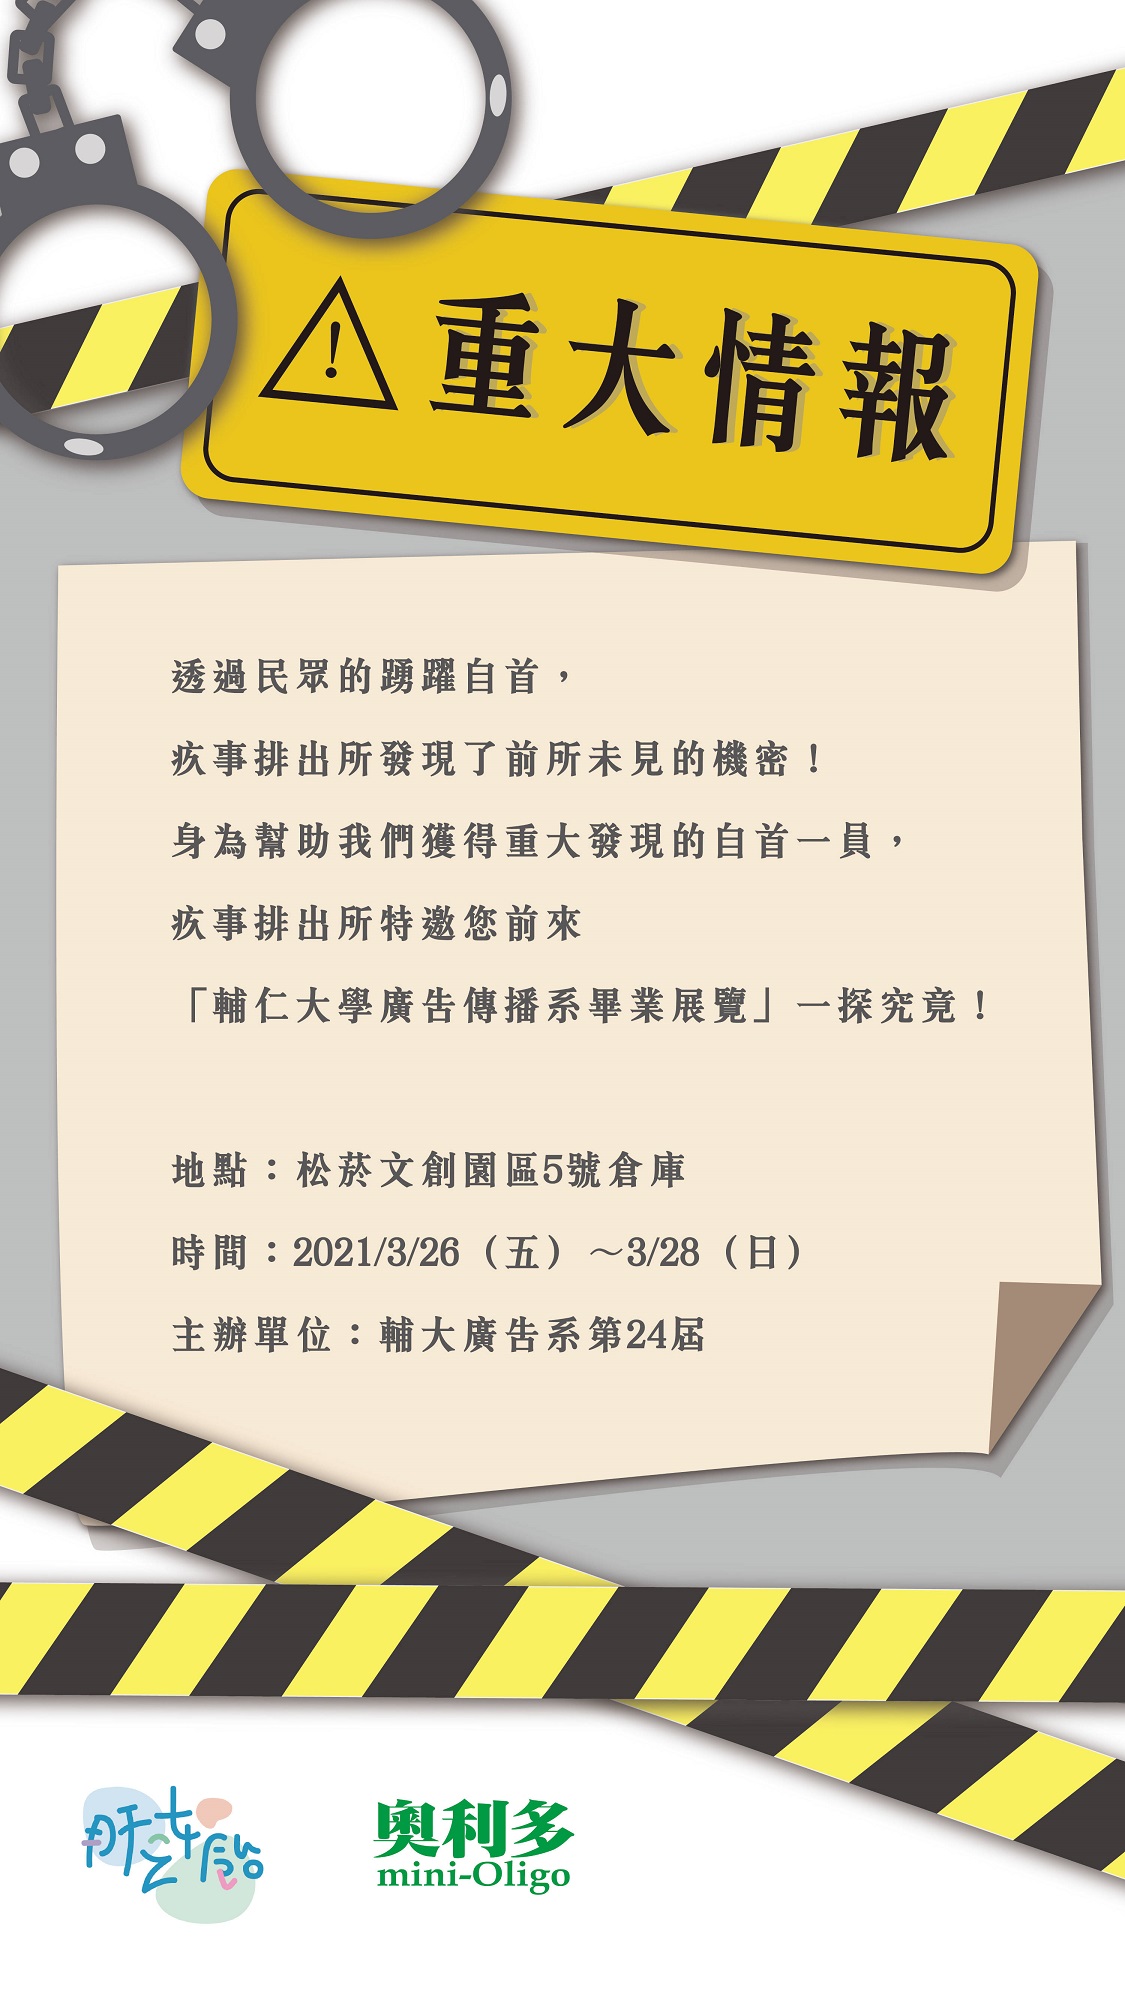 重大情報
透過民眾的踴躍自首，
疚事排出所發現了前所未見的機密！
身為幫助我們獲得重大發現的自首一員，
疚事排出所特邀您前來
「輔仁大學廣告傳播系畢業展覽」一探究竟！
地點：松菸文創園區5號倉庫
時間：2021/3/26（五）～3/28（日）
主辦單位：輔大廣告系第24屆
奧利多
mini-Oligo